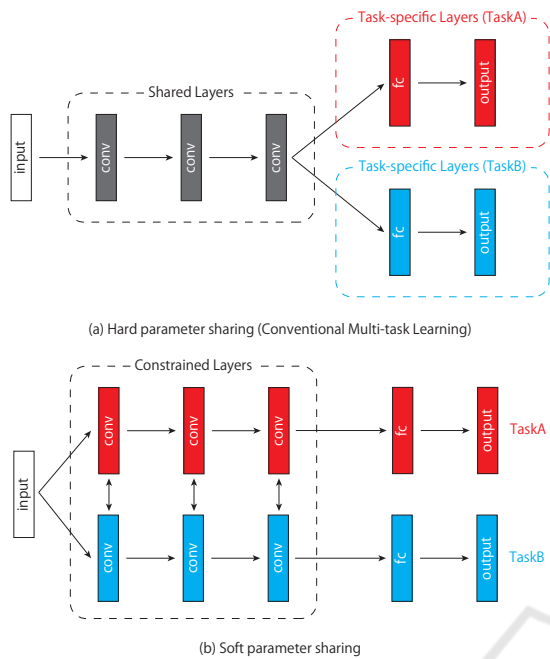 Task-specific Layers (TaskA)
Shared Layers
input
conv
conv
conv
fc
output
Task-specific Layers (TaskB)
fc
output
(a) Hard parameter sharing (Conventional Multi-task Learning)
Constrained Layers
input
conv
conv
conv
fc
output
TaskA
conv
conv
conv
fc
output
TaskB
(b) Soft parameter sharing